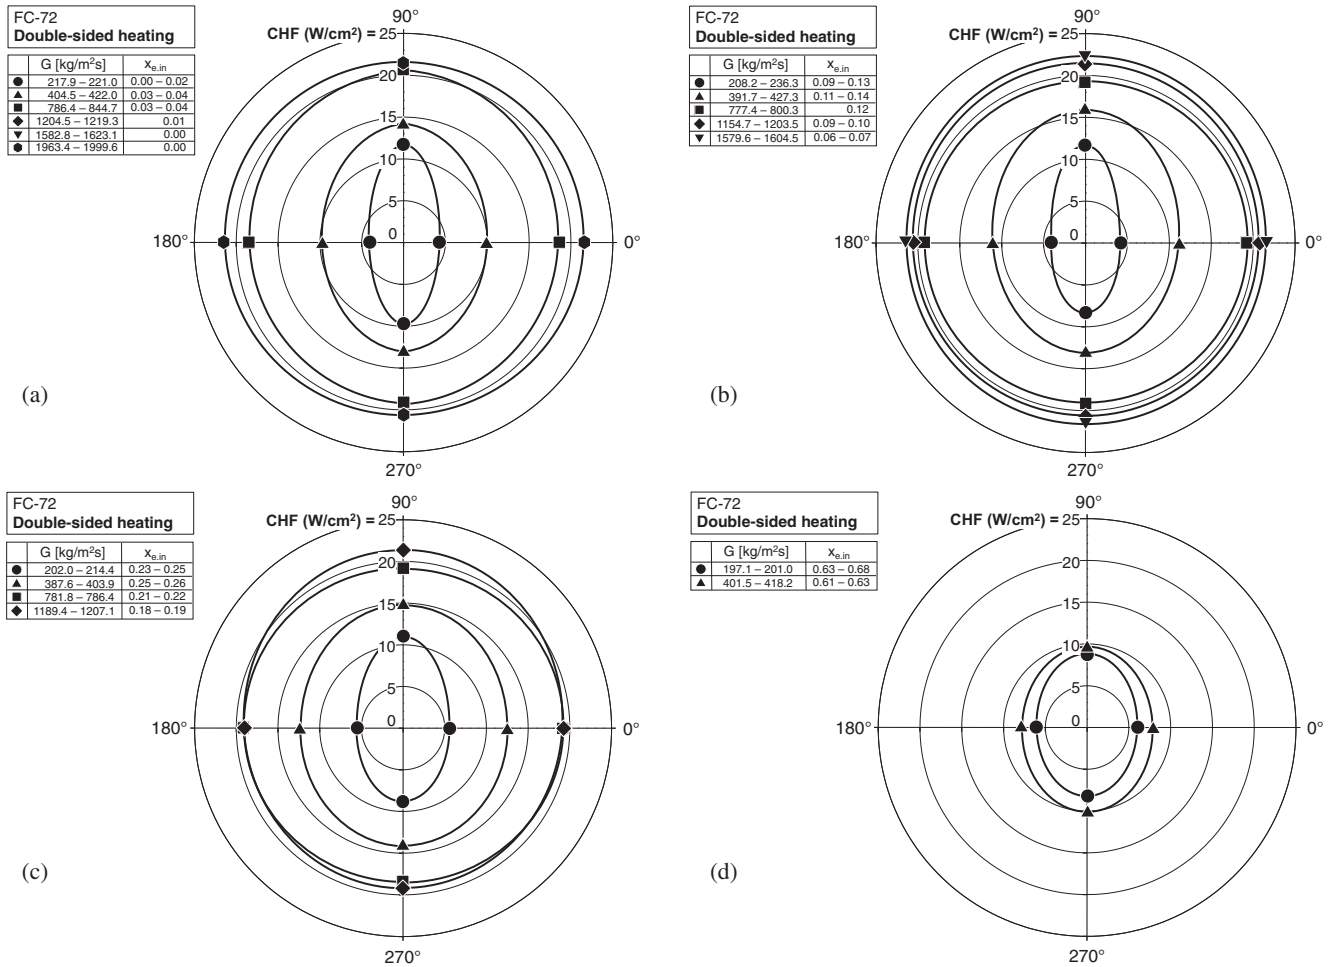 FC-72
Double-sided heating
G [kg/m²s] x_e.in
217.9 – 221.0 0.00 – 0.02
404.5 – 422.0 0.03 – 0.04
786.4 – 844.7 0.03 – 0.04
1204.5 – 1219.3 0.01
1582.8 – 1623.1 0.00
1963.4 – 1999.6 0.00
90°
CHF (W/cm²) = 25
20
15
10
5
0
180°
0°
270°
(a)
FC-72
Double-sided heating
G [kg/m²s] x_e.in
208.2 – 236.3 0.09 – 0.13
391.7 – 427.3 0.11 – 0.14
777.4 – 800.3 0.12
1154.7 – 1203.5 0.09 – 0.10
1579.6 – 1604.5 0.06 – 0.07
90°
CHF (W/cm²) = 25
20
15
10
5
0
180°
0°
270°
(b)
FC-72
Double-sided heating
G [kg/m²s] x_e.in
202.0 – 214.4 0.23 – 0.25
387.6 – 403.9 0.25 – 0.26
781.8 – 786.4 0.21 – 0.22
1189.4 – 1207.1 0.18 – 0.19
90°
CHF (W/cm²) = 25
20
15
10
5
0
180°
0°
270°
(c)
FC-72
Double-sided heating
G [kg/m²s] x_e.in
197.1 – 201.0 0.63 – 0.68
401.5 – 418.2 0.61 – 0.63
90°
CHF (W/cm²) = 25
20
15
10
5
0
180°
0°
270°
(d)